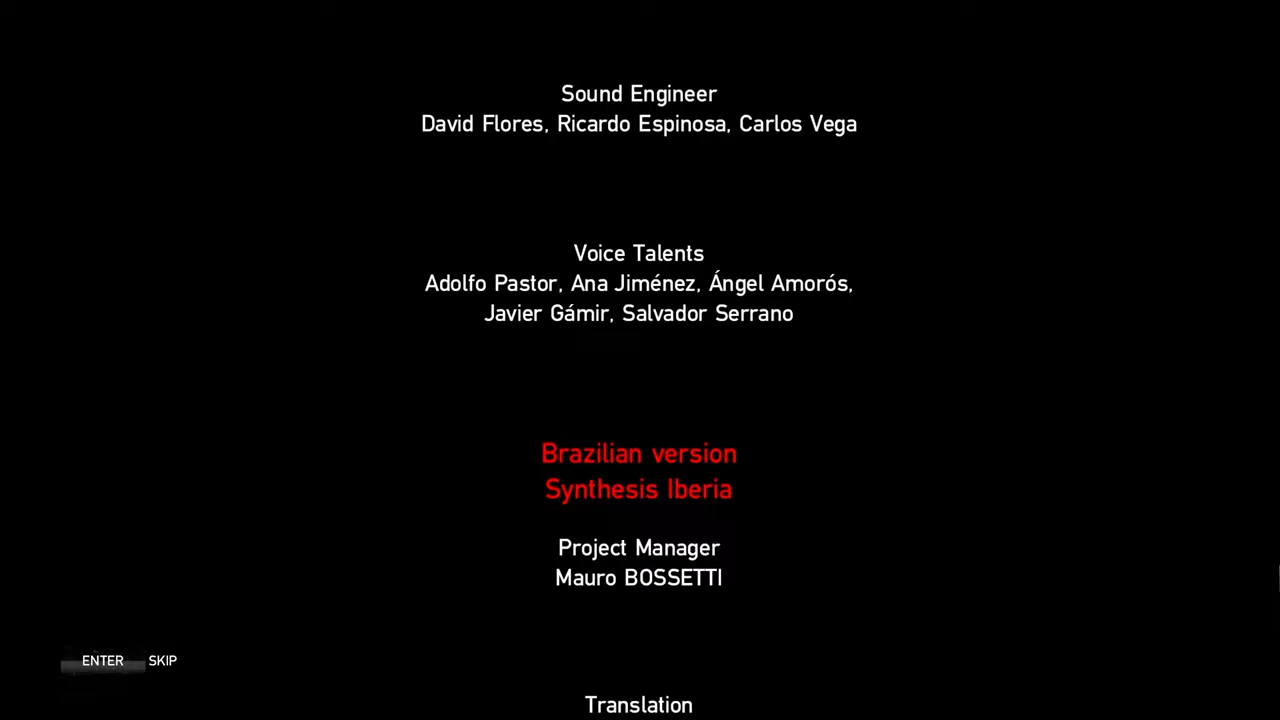 Sound Engineer
David Flores, Ricardo Espinosa, Carlos Vega
Voice Talents
Adolfo Pastor, Ana Jiménez, Ángel Amorós,
Javier Gámir, Salvador Serrano
Brazilian version
Synthesis Iberia
Project Manager
Mauro BOSSETTI
ENTER SKIP
Translation